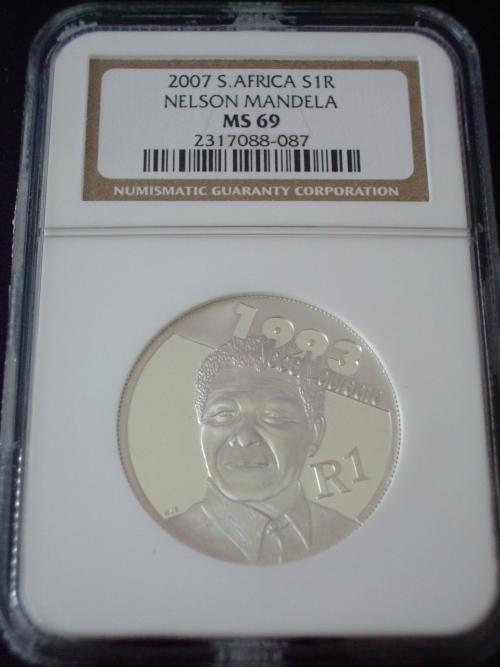 2007 S.AFRICA S1R
NELSON MANDELA
MS 69
2317088-087
NUMISMATIC GUARANTY CORPORATION
1993
R1